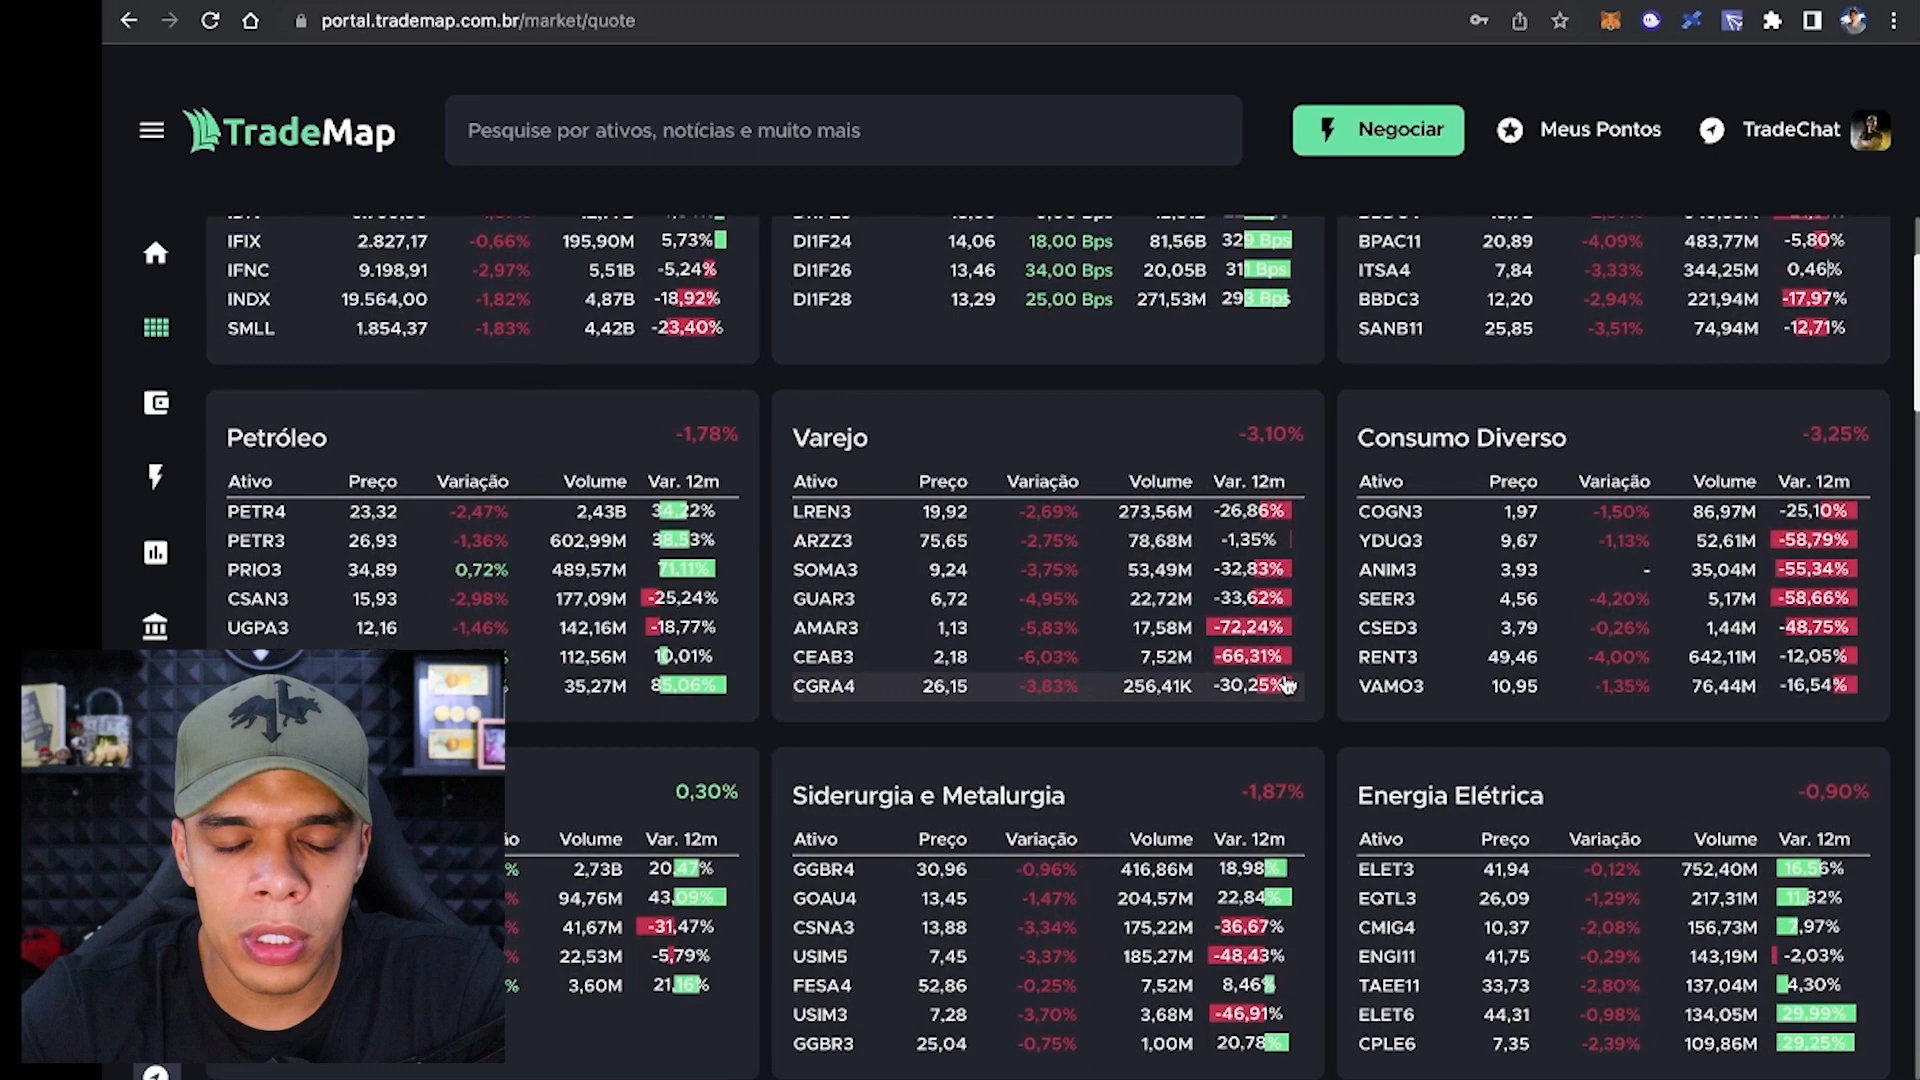 portal.trademap.com.br/market/quote
TradeMap
Pesquise por ativos, notícias e muito mais
Negociar
Meus Pontos
TradeChat
IFIX 2.827,17 -0,66% 195,90M 5,73%
IFNC 9.198,91 -2,97% 5,51B -5,24%
INDX 19.564,00 -1,82% 4,87B -18,92%
SMLL 1.854,37 -1,83% 4,42B -23,40%
DI1F24 14,06 18,00 Bps 81,56B 329 Bps
DI1F26 13,46 34,00 Bps 20,05B 311 Bps
DI1F28 13,29 25,00 Bps 271,53M 293 Bps
BPAC11 20,89 -4,09% 483,77M -5,80%
ITSA4 7,84 -3,33% 344,25M 0,46%
BBDC3 12,20 -2,94% 221,94M -17,97%
SANB11 25,85 -3,51% 74,94M -12,71%
Petróleo -1,78%
Ativo Preço Variação Volume Var. 12m
PETR4 23,32 -2,47% 2,43B 34,22%
PETR3 26,93 -1,36% 602,99M 38,53%
PRIO3 34,89 0,72% 489,57M 71,11%
CSAN3 15,93 -2,98% 177,09M -25,24%
UGPA3 12,16 -1,46% 142,16M -18,77%
112,56M 10,01%
35,27M 85,06%
Varejo -3,10%
Ativo Preço Variação Volume Var. 12m
LREN3 19,92 -2,69% 273,56M -26,86%
ARZZ3 75,65 -2,75% 78,68M -1,35%
SOMA3 9,24 -3,75% 53,49M -32,83%
GUAR3 6,72 -4,95% 22,72M -33,62%
AMAR3 1,13 -5,83% 17,58M -72,24%
CEAB3 2,18 -6,03% 7,52M -66,31%
CGRA4 26,15 -3,83% 256,41K -30,25%
Consumo Diverso -3,25%
Ativo Preço Variação Volume Var. 12m
COGN3 1,97 -1,50% 86,97M -25,10%
YDUQ3 9,67 -1,13% 52,61M -58,79%
ANIM3 3,93 - 35,04M -55,34%
SEER3 4,56 -4,20% 5,17M -58,66%
CSED3 3,79 -0,26% 1,44M -48,75%
RENT3 49,46 -4,00% 642,11M -12,05%
VAMO3 10,95 -1,35% 76,44M -16,54%
0,30%
ão Volume Var. 12m
% 2,73B 20,47%
% 94,76M 43,09%
% 41,67M -31,47%
% 22,53M -5,79%
% 3,60M 21,16%
Siderurgia e Metalurgia -1,87%
Ativo Preço Variação Volume Var. 12m
GGBR4 30,96 -0,96% 416,86M 18,98%
GOAU4 13,45 -1,47% 204,57M 22,84%
CSNA3 13,88 -3,34% 175,22M -36,67%
USIM5 7,45 -3,37% 185,27M -48,43%
FESA4 52,86 -0,25% 7,52M 8,46%
USIM3 7,28 -3,70% 3,68M -46,91%
GGBR3 25,04 -0,75% 1,00M 20,78%
Energia Elétrica -0,90%
Ativo Preço Variação Volume Var. 12m
ELET3 41,94 -0,12% 752,40M 16,56%
EQTL3 26,09 -1,29% 217,31M 11,82%
CMIG4 10,37 -2,08% 156,73M 7,97%
ENGI11 41,75 -0,29% 143,19M -2,03%
TAEE11 33,73 -2,80% 137,04M 4,30%
ELET6 44,31 -0,98% 134,05M 29,99%
CPLE6 7,35 -2,39% 109,86M 29,25%